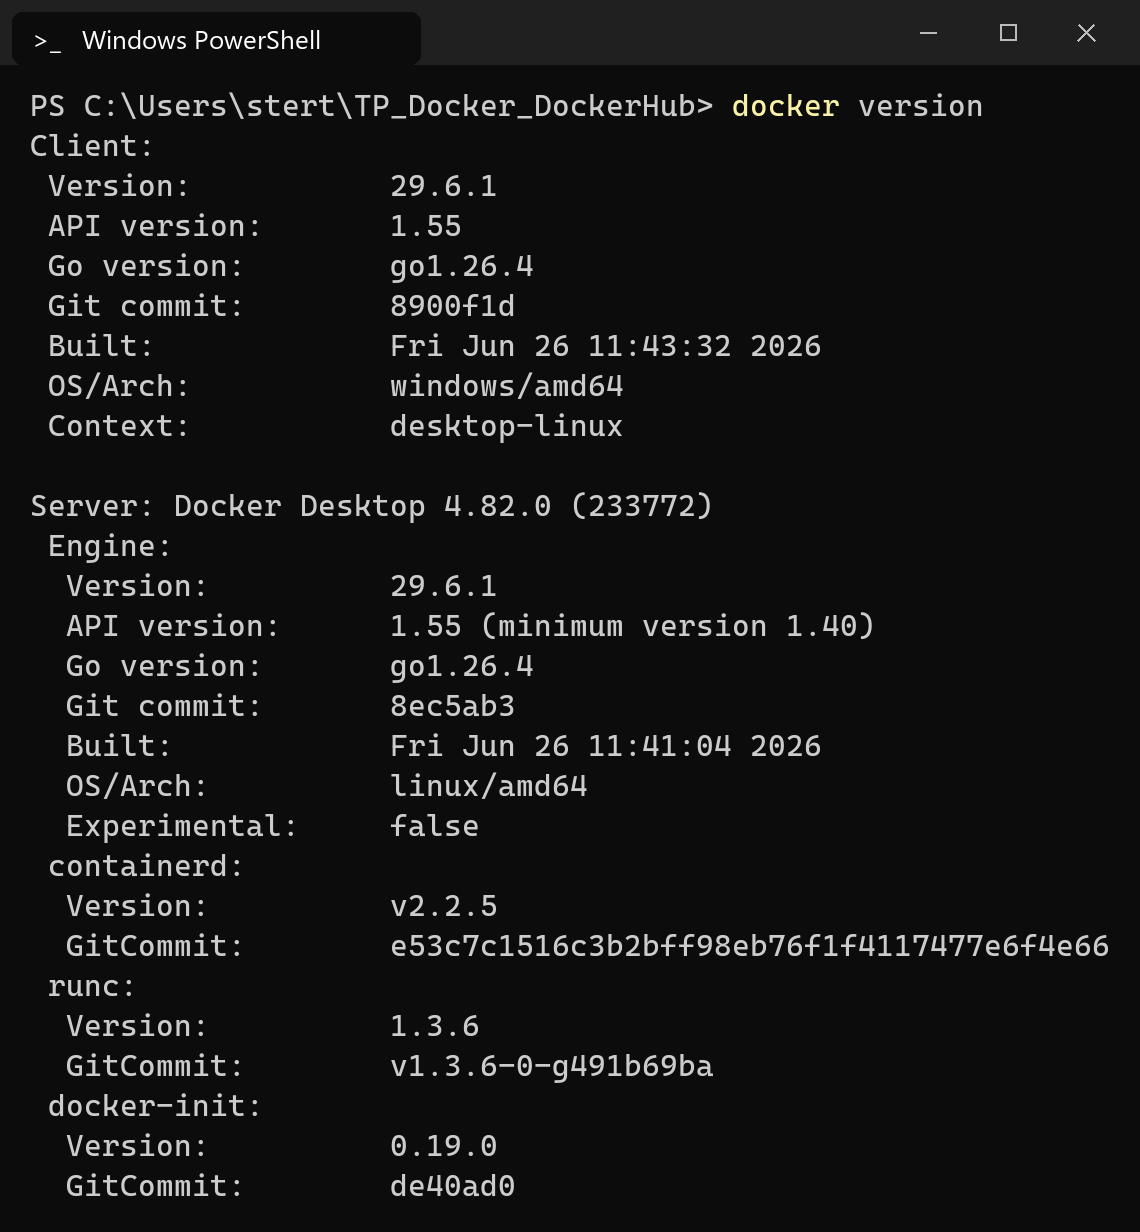 >_ Windows PowerShell
PS C:\Users\stert\TP_Docker_DockerHub> docker version
Client:
 Version:           29.6.1
 API version:       1.55
 Go version:        go1.26.4
 Git commit:        8900f1d
 Built:             Fri Jun 26 11:43:32 2026
 OS/Arch:           windows/amd64
 Context:           desktop-linux

Server: Docker Desktop 4.82.0 (233772)
 Engine:
  Version:          29.6.1
  API version:      1.55 (minimum version 1.40)
  Go version:       go1.26.4
  Git commit:       8ec5ab3
  Built:            Fri Jun 26 11:41:04 2026
  OS/Arch:          linux/amd64
  Experimental:     false
 containerd:
  Version:          v2.2.5
  GitCommit:        e53c7c1516c3b2bff98eb76f1f4117477e6f4e66
 runc:
  Version:          1.3.6
  GitCommit:        v1.3.6-0-g491b69ba
 docker-init:
  Version:          0.19.0
  GitCommit:        de40ad0